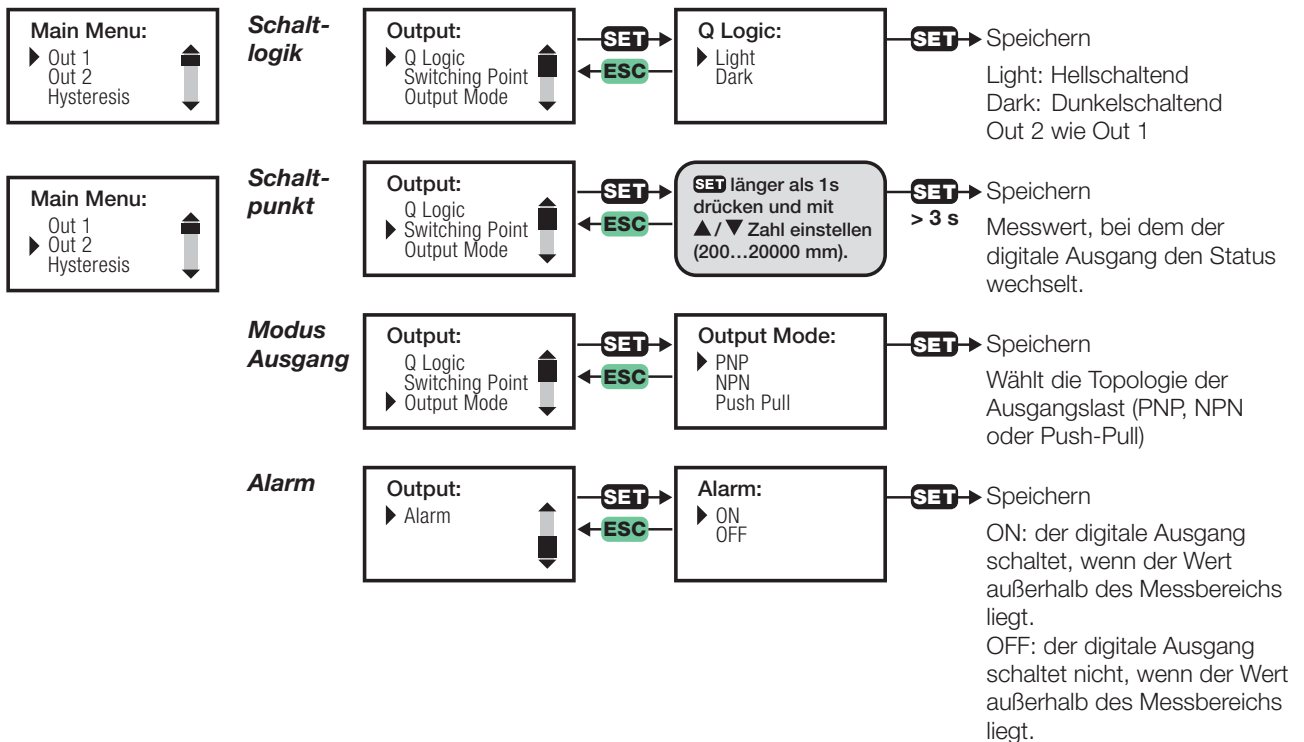 Main Menu:
Out 1
Out 2
Hysteresis
Schalt-
logik
Output:
Q Logic
Switching Point
Output Mode
SET
ESC
Q Logic:
Light
Dark
SET Speichern
Light: Hellschaltend
Dark: Dunkelschaltend
Out 2 wie Out 1
Main Menu:
Out 1
Out 2
Hysteresis
Schalt-
punkt
Output:
Q Logic
Switching Point
Output Mode
SET
ESC
SET länger als 1s
drücken und mit
▲/▼ Zahl einstellen
(200...20000 mm).
SET Speichern
> 3 s
Messwert, bei dem der
digitale Ausgang den Status
wechselt.
Modus
Ausgang
Output:
Q Logic
Switching Point
Output Mode
SET
ESC
Output Mode:
PNP
NPN
Push Pull
SET Speichern
Wählt die Topologie der
Ausgangslast (PNP, NPN
oder Push-Pull)
Alarm
Output:
Alarm
SET
ESC
Alarm:
ON
OFF
SET Speichern
ON: der digitale Ausgang
schaltet, wenn der Wert
außerhalb des Messbereichs
liegt.
OFF: der digitale Ausgang
schaltet nicht, wenn der Wert
außerhalb des Messbereichs
liegt.